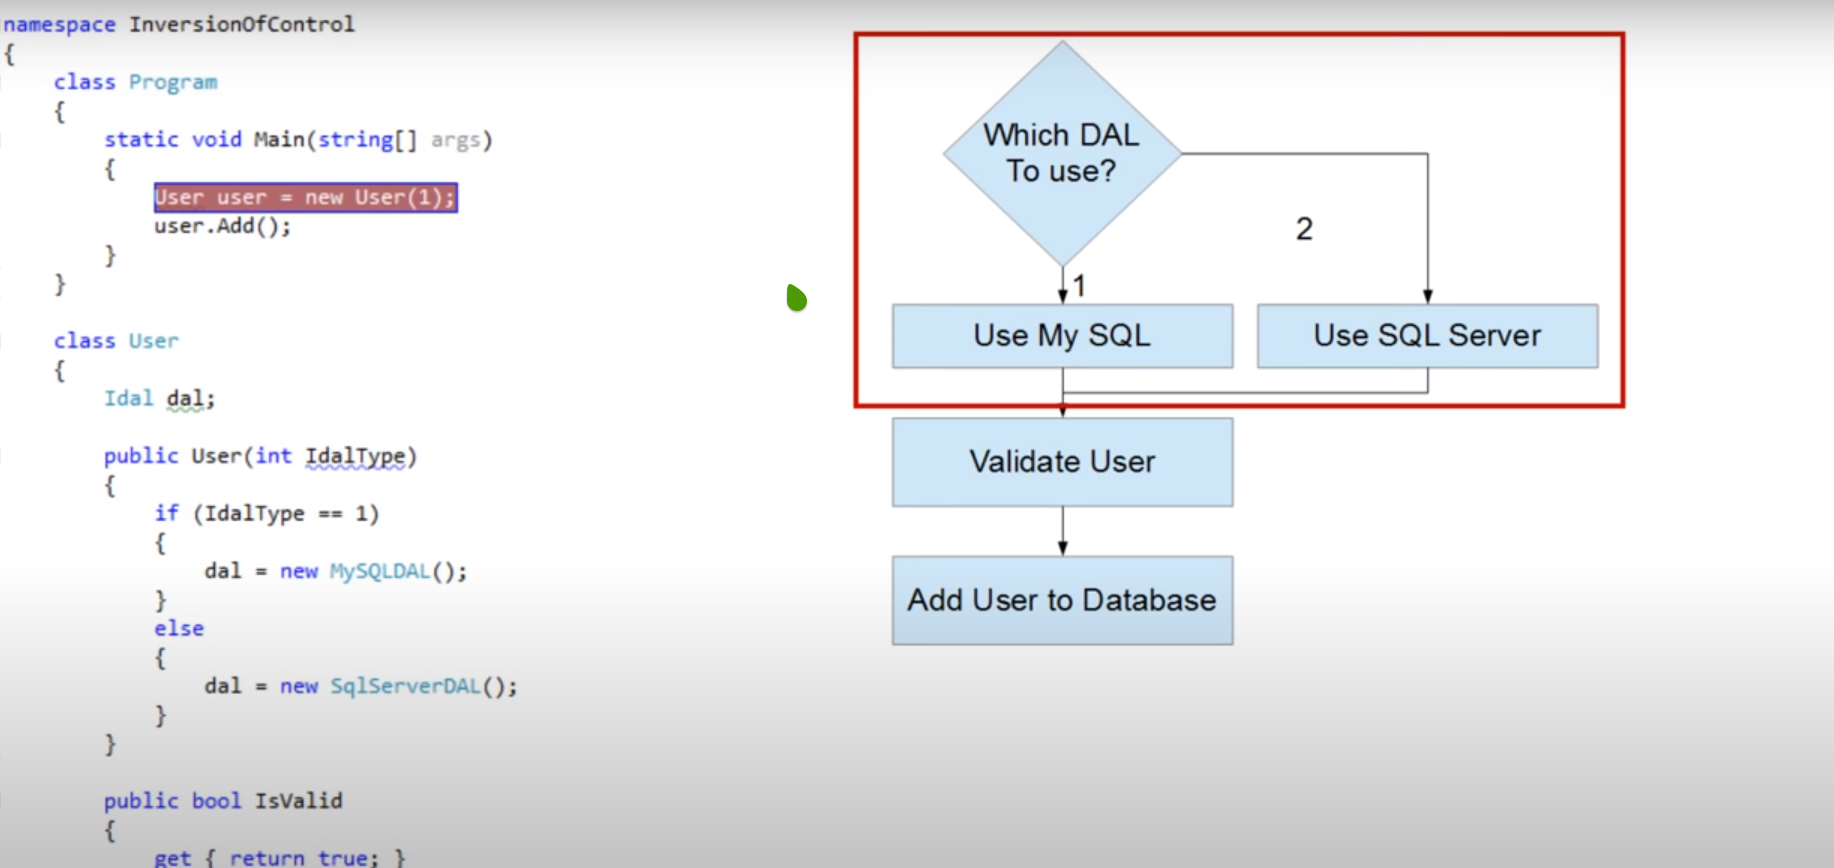 namespace InversionOfControl
{
class Program
{
static void Main(string[] args)
{
User user = new User(1);
user.Add();
}
}
class User
{
Idal dal;
public User(int IdalType)
{
if (IdalType == 1)
{
dal = new MySQLDAL();
}
else
{
dal = new SqlServerDAL();
}
}
public bool IsValid
{
get { return true; }
Which DAL
To use?
1
2
Use My SQL
Use SQL Server
Validate User
Add User to Database